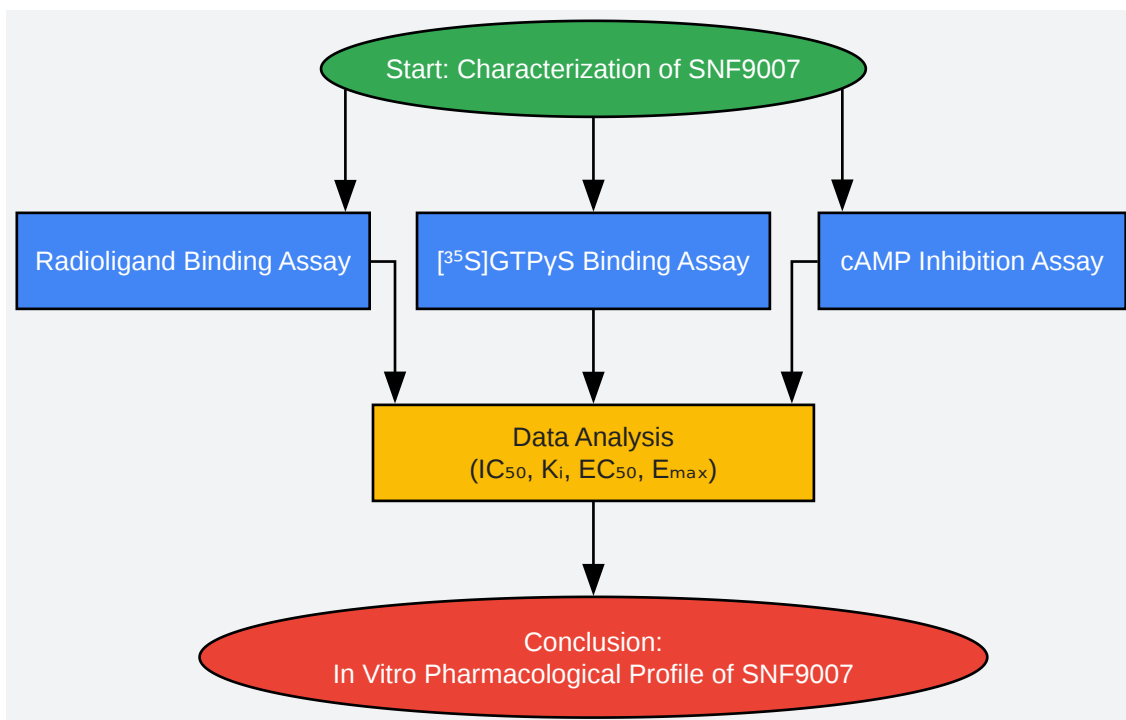 Start: Characterization of SNF9007
Radioligand Binding Assay
[³⁵S]GTPγS Binding Assay
cAMP Inhibition Assay
Data Analysis
(IC₅₀, Kᵢ, EC₅₀, Eₘₐₓ)
Conclusion:
In Vitro Pharmacological Profile of SNF9007